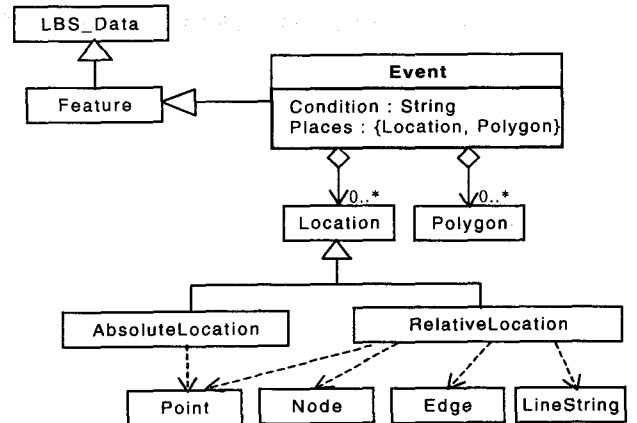 LBS_Data
Feature
Event
Condition : String
Places : {Location, Polygon}
0..* 0..*
Location Polygon
AbsoluteLocation RelativeLocation
Point Node Edge LineString